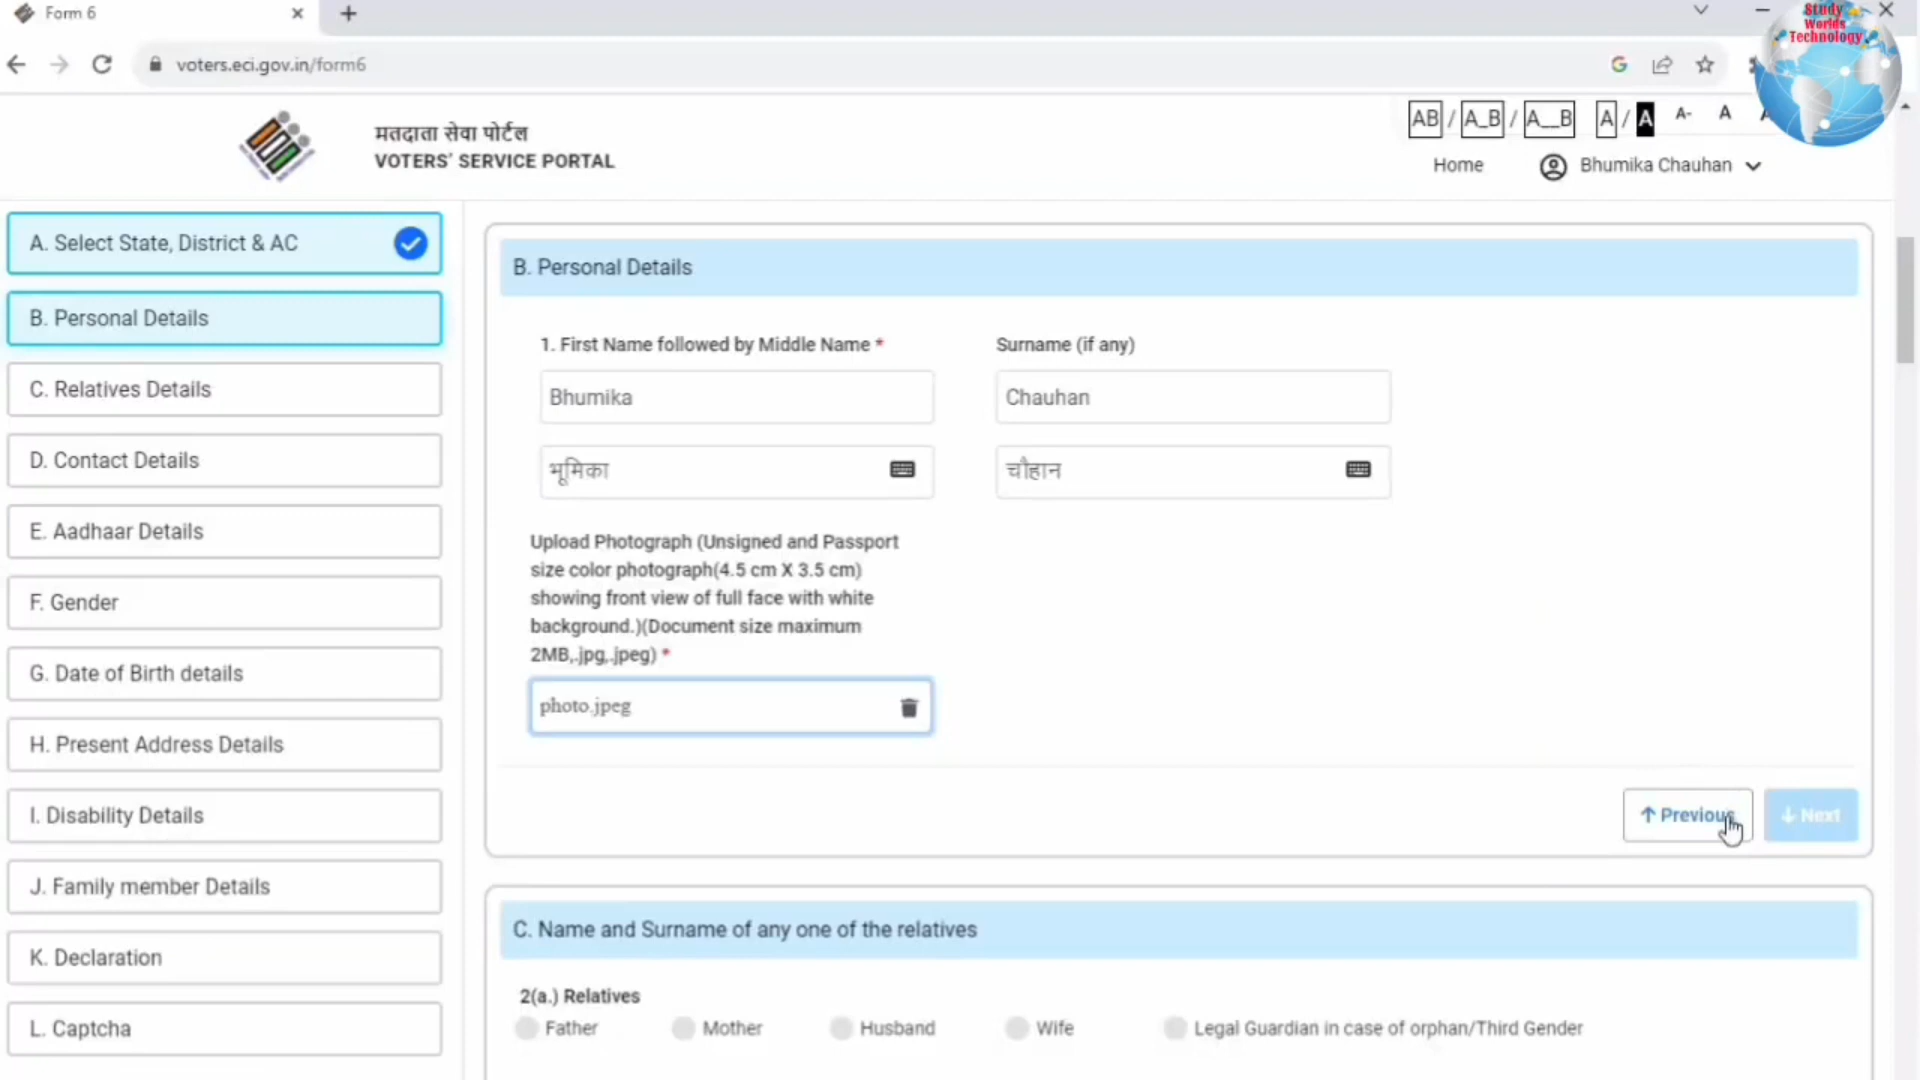 Form 6
voters.eci.gov.in/form6
Study
Worlds
Technology
मतदाता सेवा पोर्टल
VOTERS' SERVICE PORTAL
AB / A_B / A__B A / A A- A
Home Bhumika Chauhan
A. Select State, District & AC
B. Personal Details
C. Relatives Details
D. Contact Details
E. Aadhaar Details
F. Gender
G. Date of Birth details
H. Present Address Details
I. Disability Details
J. Family member Details
K. Declaration
L. Captcha
B. Personal Details
1. First Name followed by Middle Name * Surname (if any)
Bhumika Chauhan
भूमिका चौहान
Upload Photograph (Unsigned and Passport
size color photograph(4.5 cm X 3.5 cm)
showing front view of full face with white
background.)(Document size maximum
2MB,.jpg,.jpeg) *
photo.jpeg
Previous Next
C. Name and Surname of any one of the relatives
2(a.) Relatives
Father Mother Husband Wife Legal Guardian in case of orphan/Third Gender